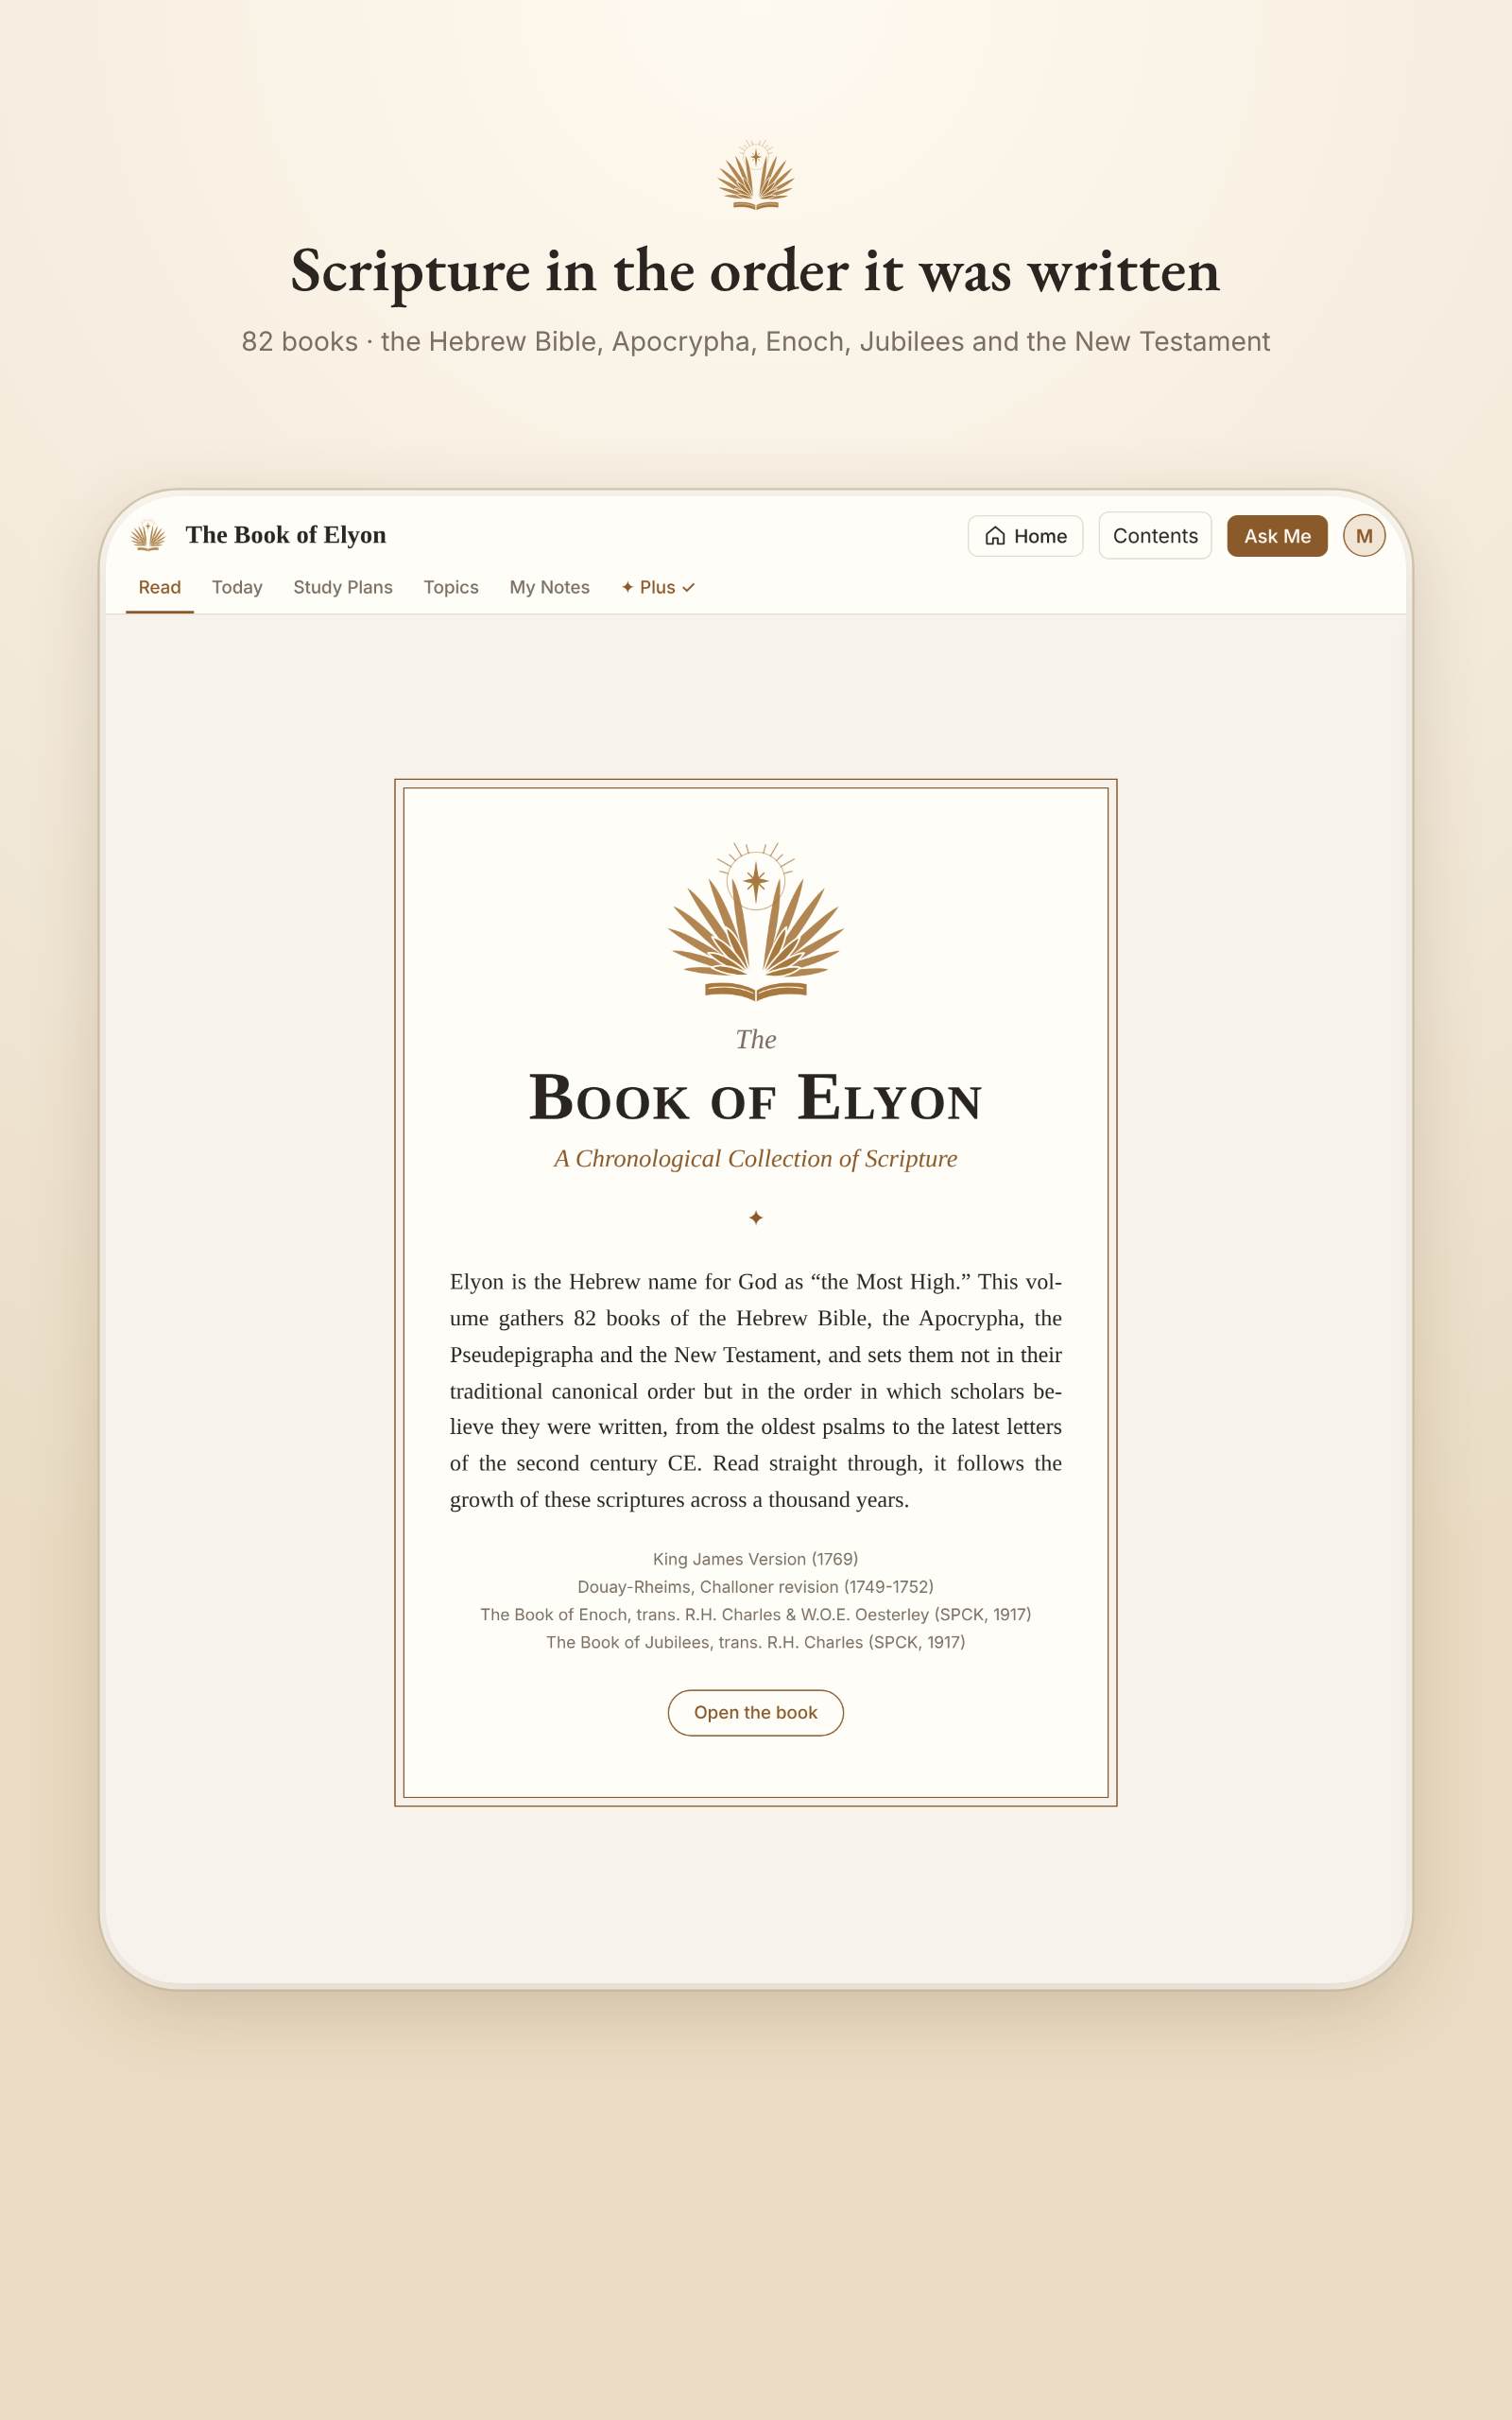 Scripture in the order it was written
82 books · the Hebrew Bible, Apocrypha, Enoch, Jubilees and the New Testament
The Book of Elyon
Home
Contents
Ask Me
M
Read
Today
Study Plans
Topics
My Notes
✦ Plus ✓
The
BOOK OF ELYON
A Chronological Collection of Scripture
✦
Elyon is the Hebrew name for God as “the Most High.” This vol-
ume gathers 82 books of the Hebrew Bible, the Apocrypha, the
Pseudepigrapha and the New Testament, and sets them not in their
traditional canonical order but in the order in which scholars be-
lieve they were written, from the oldest psalms to the latest letters
of the second century CE. Read straight through, it follows the
growth of these scriptures across a thousand years.
King James Version (1769)
Douay-Rheims, Challoner revision (1749-1752)
The Book of Enoch, trans. R.H. Charles & W.O.E. Oesterley (SPCK, 1917)
The Book of Jubilees, trans. R.H. Charles (SPCK, 1917)
Open the book